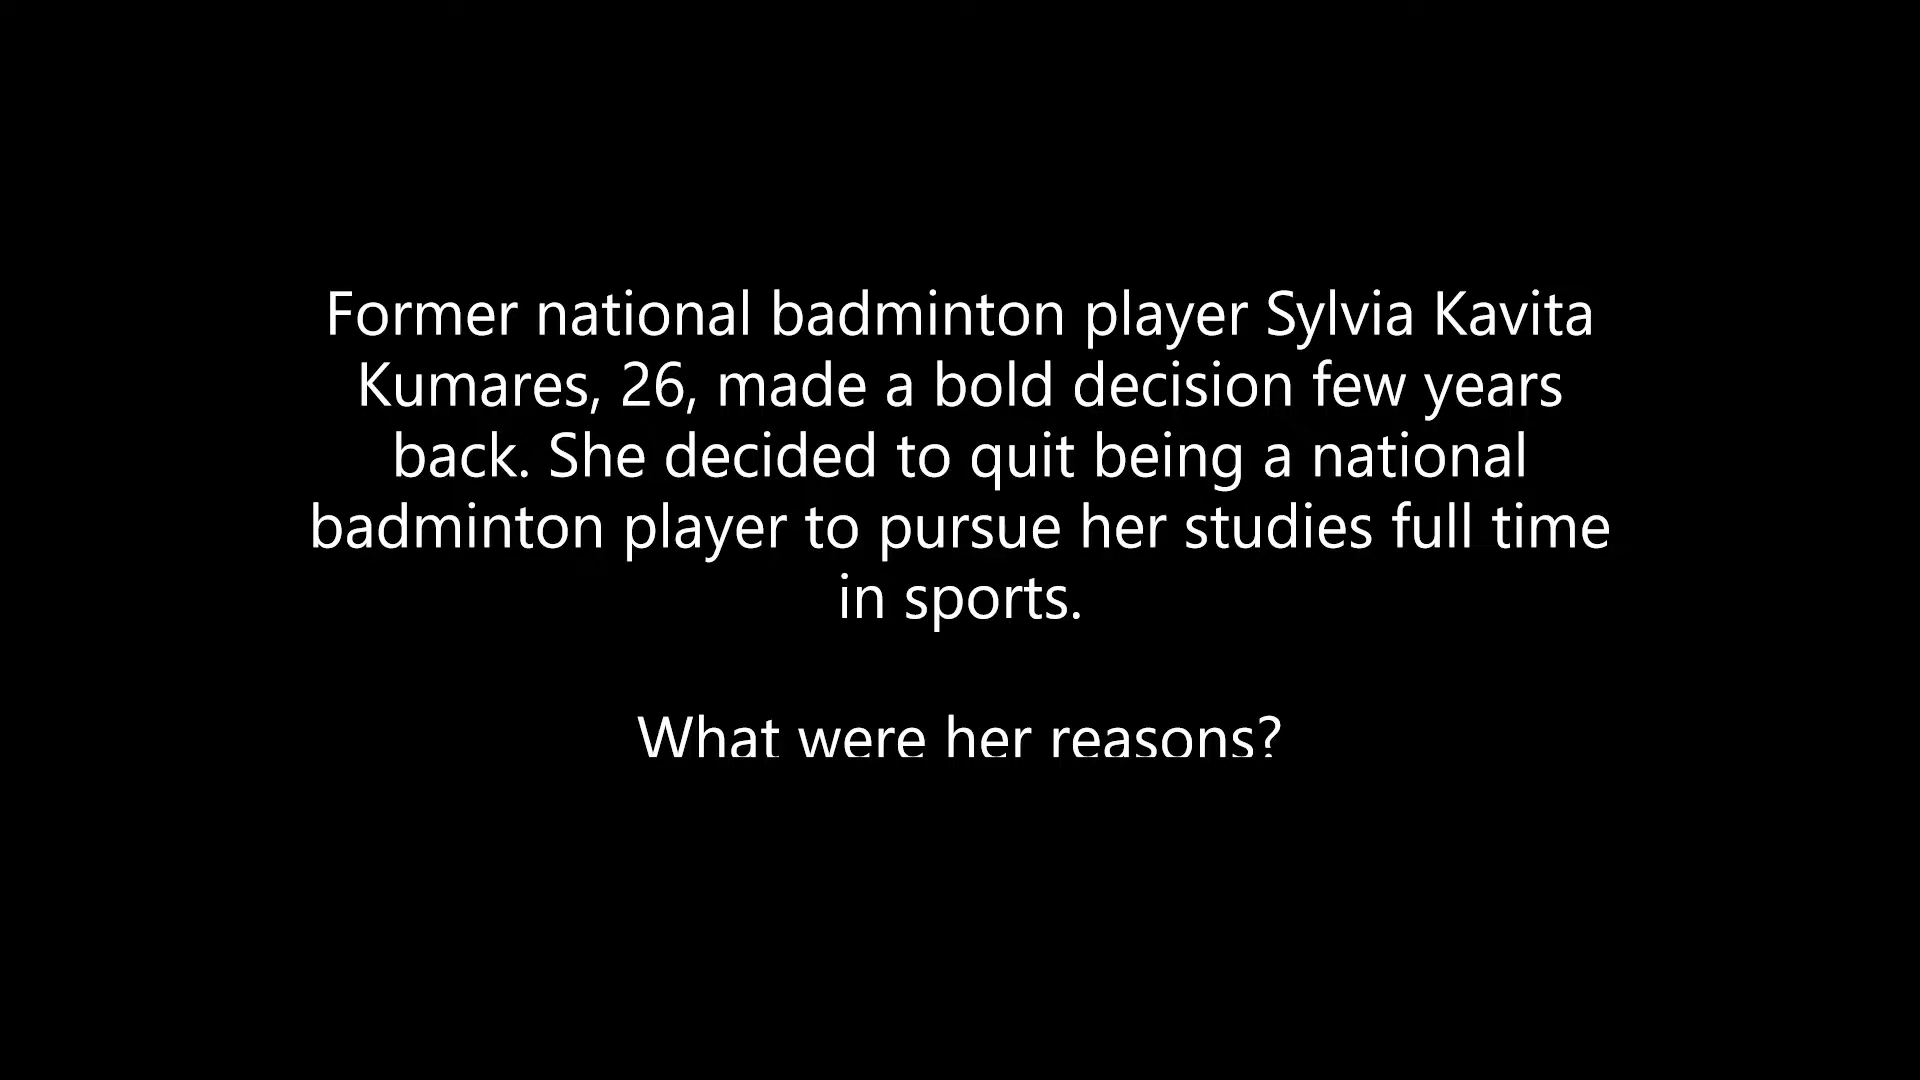 Former national badminton player Sylvia Kavita
Kumares, 26, made a bold decision few years
back. She decided to quit being a national
badminton player to pursue her studies full time
in sports.
What were her reasons?